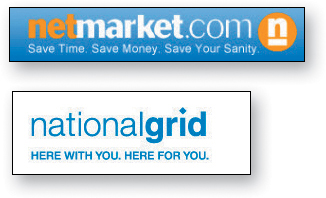 netmarket.com n
Save Time. Save Money. Save Your Sanity.
nationalgrid
HERE WITH YOU. HERE FOR YOU.